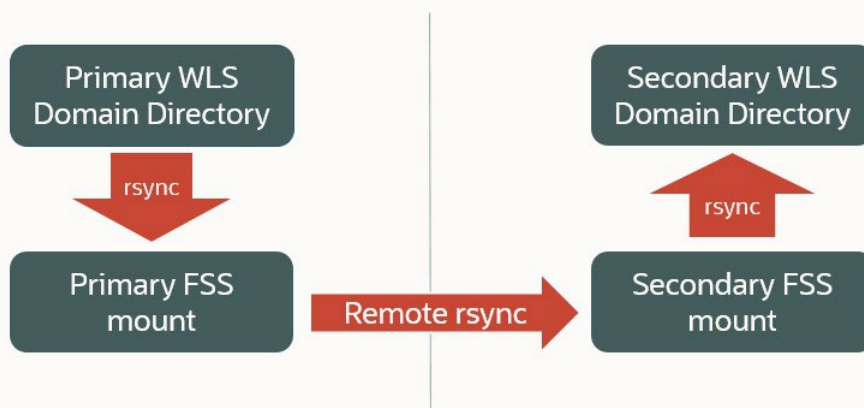 Primary WLS
Domain Directory
Secondary WLS
Domain Directory
rsync
rsync
Primary FSS
mount
Remote rsync
Secondary FSS
mount